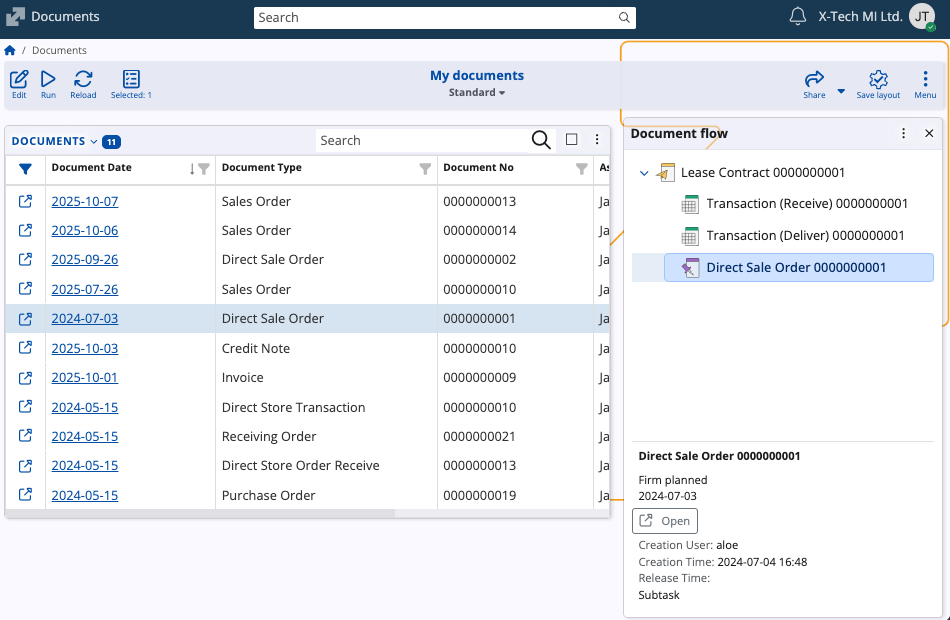 Documents
Search
X-Tech MI Ltd.
JT
/ Documents
Edit
Run
Reload
Selected: 1
My documents
Standard
Share
Save layout
Menu
DOCUMENTS 11
Search
Document Date
Document Type
Document No
As
2025-10-07 Sales Order 0000000013 Ja
2025-10-06 Sales Order 0000000014 Ja
2025-09-26 Direct Sale Order 0000000002 Ja
2025-07-26 Sales Order 0000000010 Ja
2024-07-03 Direct Sale Order 0000000001 Ja
2025-10-03 Credit Note 0000000010 Ja
2025-10-01 Invoice 0000000009 Ja
2024-05-15 Direct Store Transaction 0000000010 Ja
2024-05-15 Receiving Order 0000000021 Ja
2024-05-15 Direct Store Order Receive 0000000013 Ja
2024-05-15 Purchase Order 0000000019 Ja
Document flow
Lease Contract 0000000001
Transaction (Receive) 0000000001
Transaction (Deliver) 0000000001
Direct Sale Order 0000000001
Direct Sale Order 0000000001
Firm planned
2024-07-03
Open
Creation User: aloe
Creation Time: 2024-07-04 16:48
Release Time:
Subtask